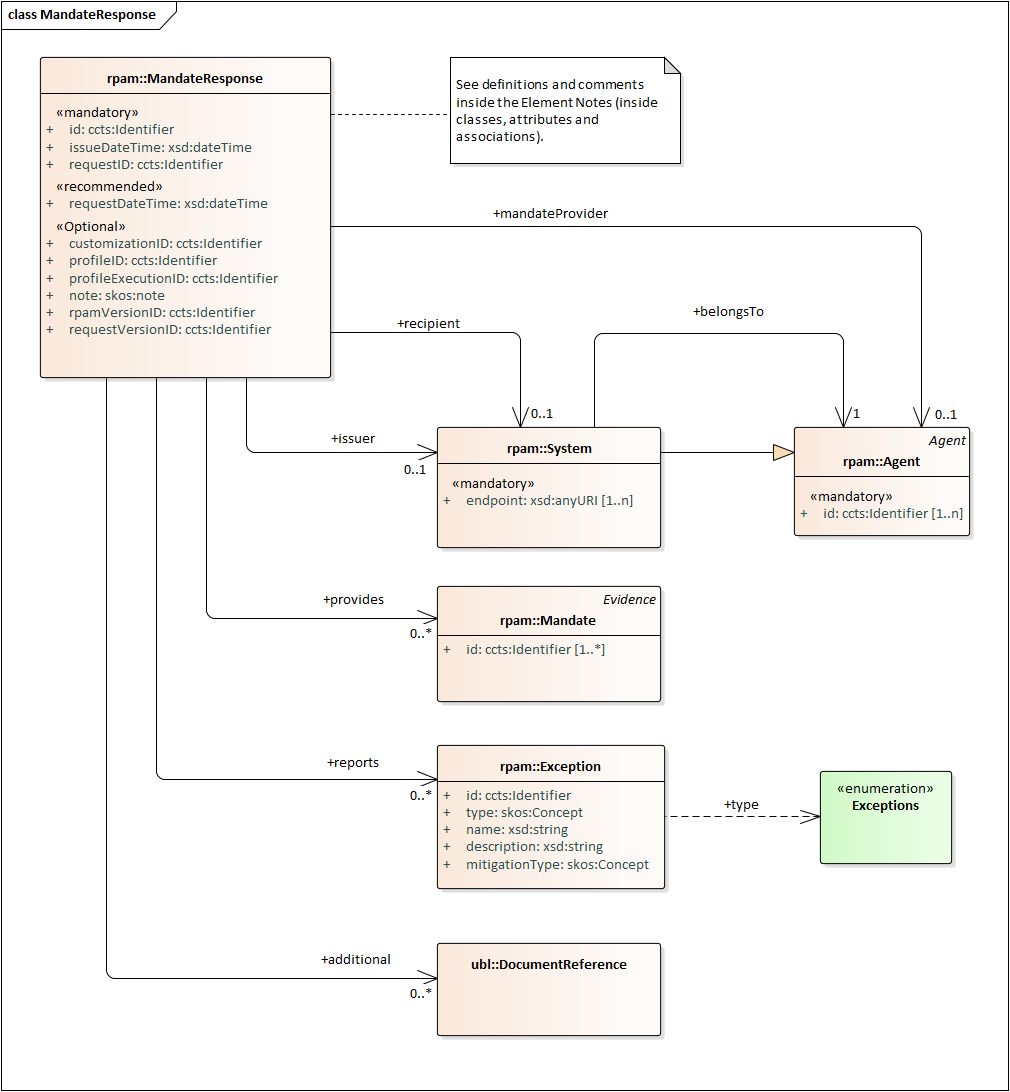 class MandateResponse
rpam::MandateResponse
«mandatory»
+ id: ccts:Identifier
+ issueDateTime: xsd:dateTime
+ requestID: ccts:Identifier
«recommended»
+ requestDateTime: xsd:dateTime
«Optional»
+ customizationID: ccts:Identifier
+ profileID: ccts:Identifier
+ profileExecutionID: ccts:Identifier
+ note: skos:note
+ rpamVersionID: ccts:Identifier
+ requestVersionID: ccts:Identifier
See definitions and comments
inside the Element Notes (inside
classes, attributes and
associations).
+mandateProvider
+belongsTo
+recipient
0..1
1
0..1
+issuer
0..1
rpam::System
«mandatory»
+ endpoint: xsd:anyURI [1..n]
Agent
rpam::Agent
«mandatory»
+ id: ccts:Identifier [1..n]
+provides
0..*
Evidence
rpam::Mandate
+ id: ccts:Identifier [1..*]
+reports
0..*
rpam::Exception
+ id: ccts:Identifier
+ type: skos:Concept
+ name: xsd:string
+ description: xsd:string
+ mitigationType: skos:Concept
+type
«enumeration»
Exceptions
+additional
0..*
ubl::DocumentReference